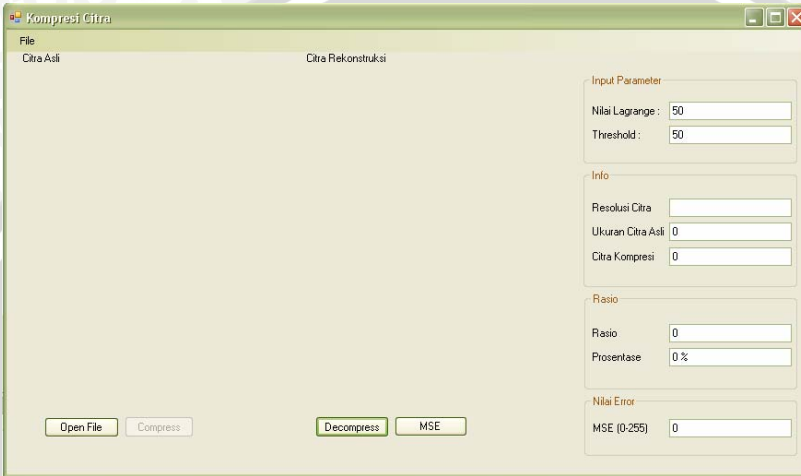 Kompresi Citra
File
Citra Asli
Citra Rekonstruksi
Input Parameter
Nilai Lagrange : 50
Threshold : 50
Info
Resolusi Citra
Ukuran Citra Asli 0
Citra Kompresi 0
Rasio
Rasio 0
Prosentase 0 %
Nilai Error
MSE (0-255) 0
Open File
Compress
Decompress
MSE